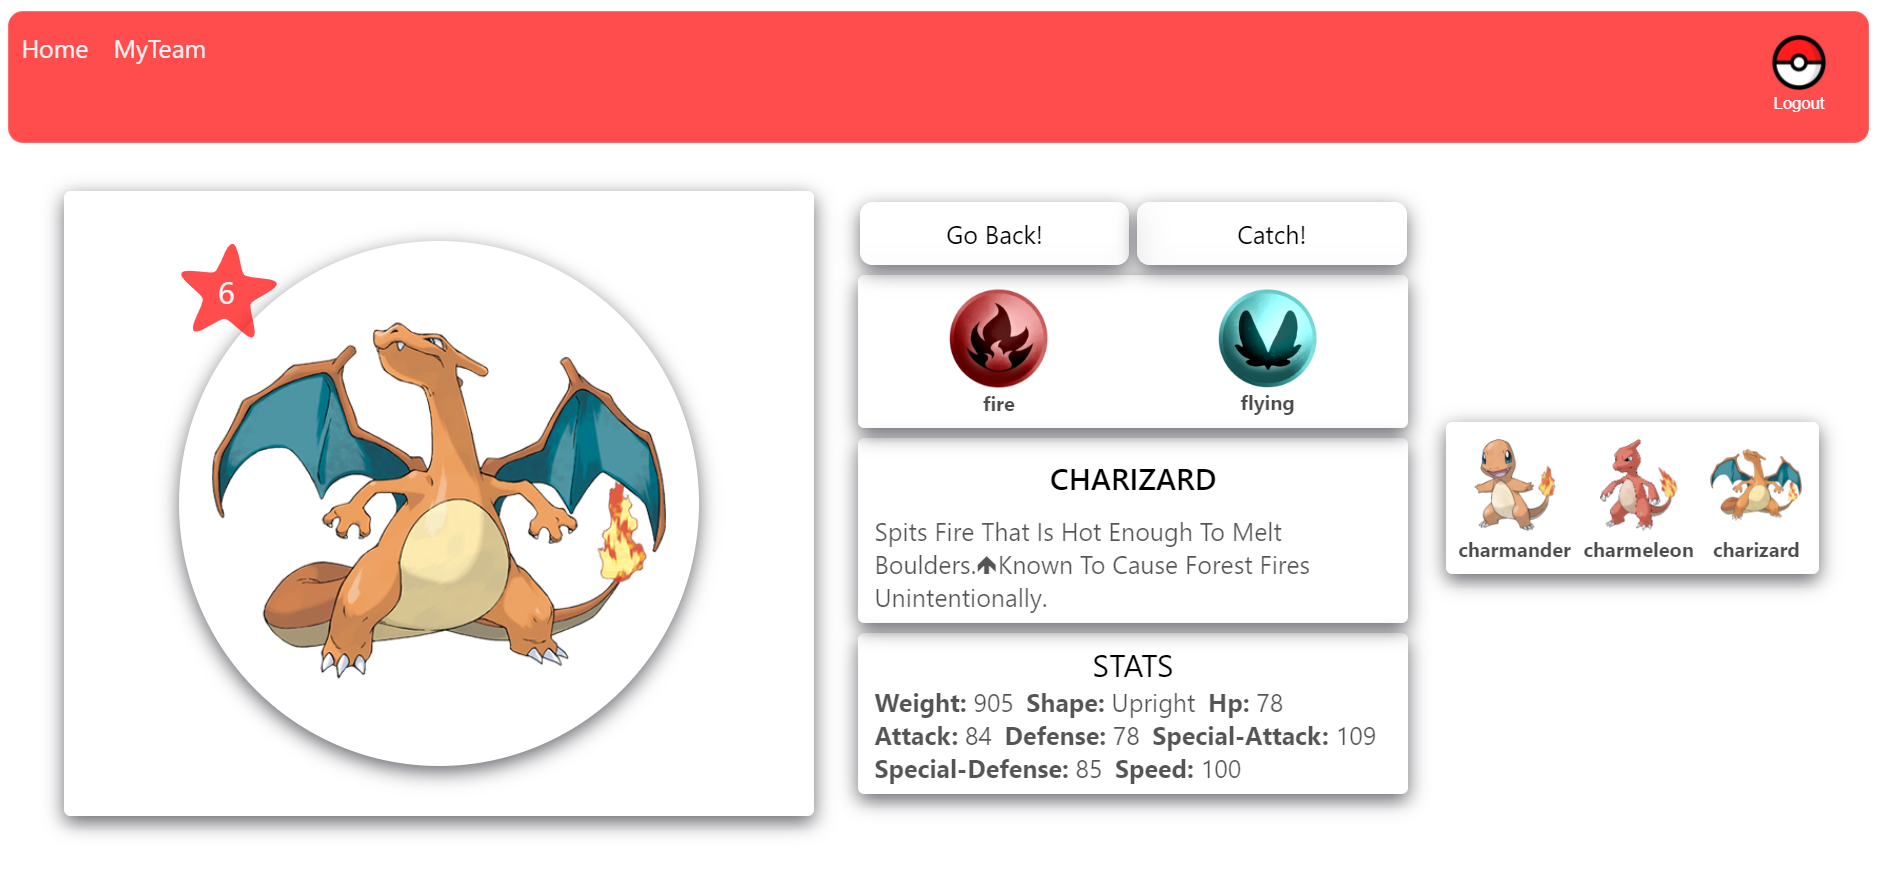 Home MyTeam
Logout
6
Go Back! Catch!
fire flying
CHARIZARD
Spits Fire That Is Hot Enough To Melt
Boulders.🡅Known To Cause Forest Fires
Unintentionally.
STATS
Weight: 905 Shape: Upright Hp: 78
Attack: 84 Defense: 78 Special-Attack: 109
Special-Defense: 85 Speed: 100
charmander charmeleon charizard